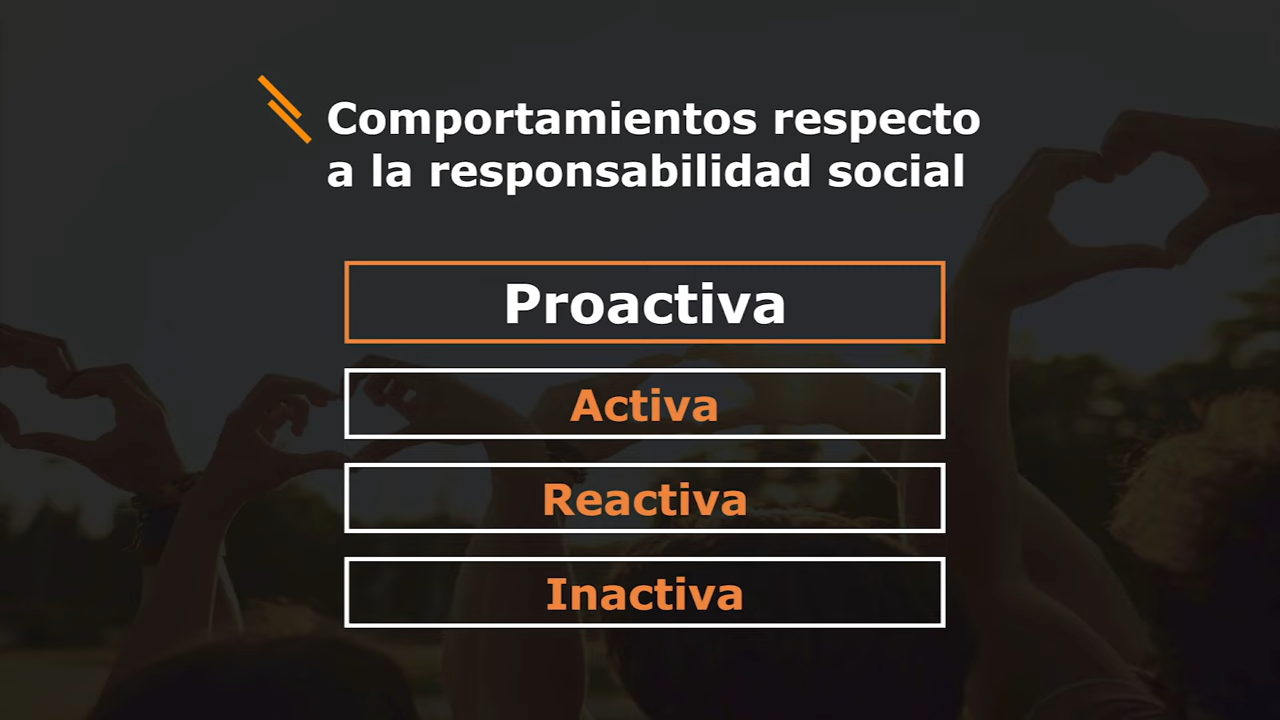 Comportamientos respecto
a la responsabilidad social
Proactiva
Activa
Reactiva
Inactiva